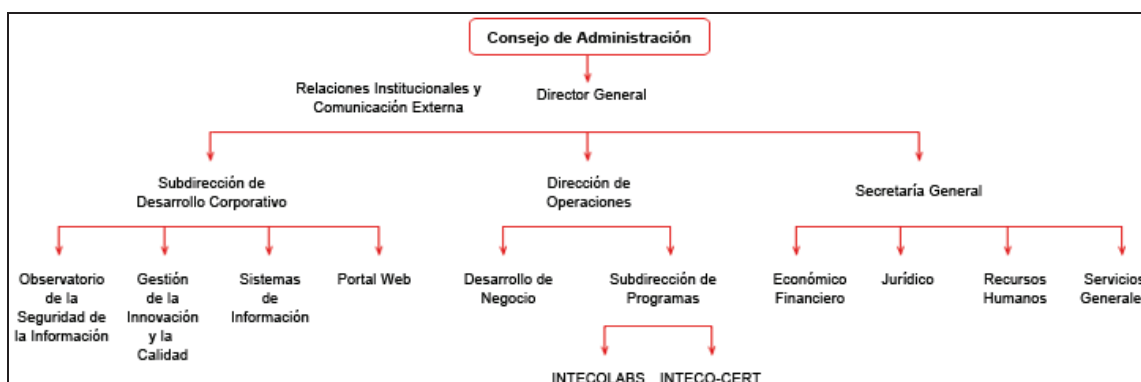 Consejo de Administración
Relaciones Institucionales y
Comunicación Externa
Director General
Subdirección de
Desarrollo Corporativo
Dirección de
Operaciones
Secretaría General
Observatorio
de la
Seguridad de
la Información
Gestión
de la
Innovación
y la
Calidad
Sistemas
de
Información
Portal Web
Desarrollo de
Negocio
Subdirección de
Programas
Económico
Financiero
Jurídico
Recursos
Humanos
Servicios
Generale
INTECOLABS
INTECO-CERT